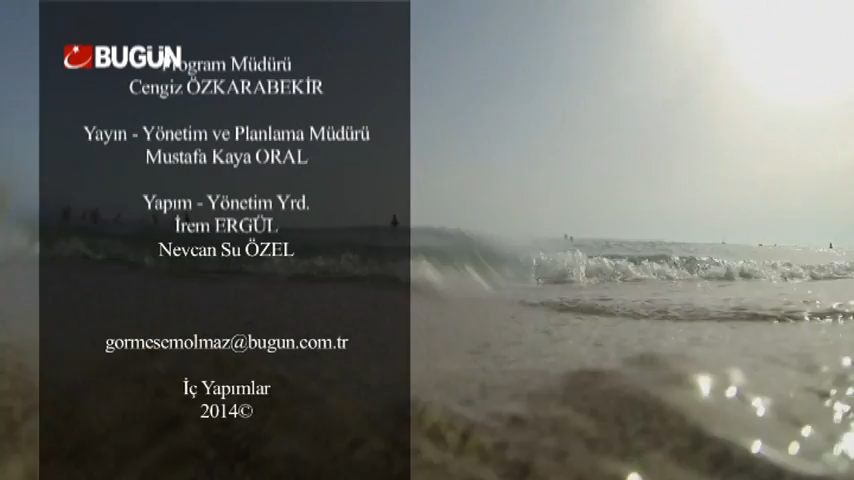 BUGÜN
Program Müdürü
Cengiz ÖZKARABEKİR
Yayın - Yönetim ve Planlama Müdürü
Mustafa Kaya ORAL
Yapım - Yönetim Yrd.
İrem ERGÜL
Nevcan Su ÖZEL
gormesemolmaz@bugun.com.tr
İç Yapımlar
2014©